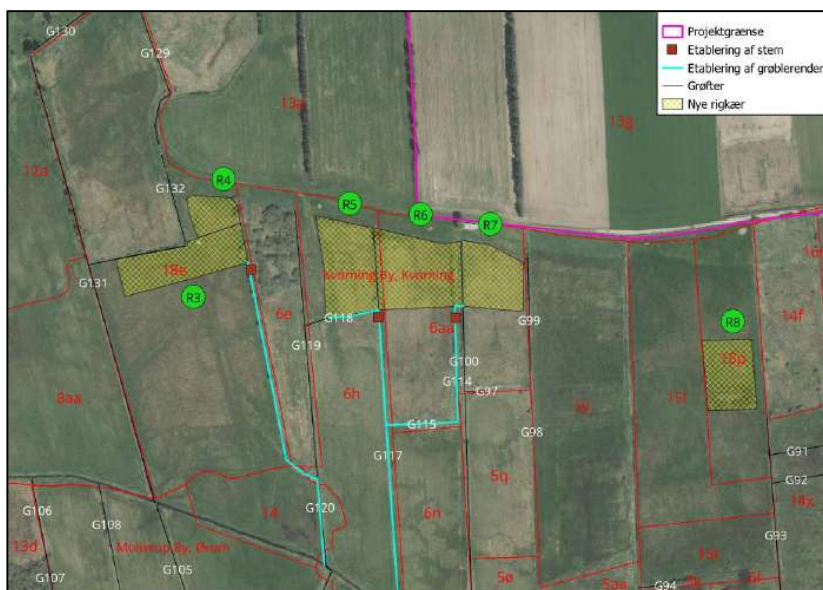 G130
G129
Projektgrænse
Etablering af stem
Etablering af grøblerender
Grøfter
Nye rigkær
13a
13g
12a
G132
R4
R5
R6
R7
G131
18e
R3
Kvorning By, Kvorning
6e
G118
6aa
G99
R8
14f
15p
G119
G100
8aa
6h
G114
G97
15i
G115
G98
G117
5q
G91
G92
G106
G108
14
G120
6n
14x
13d
Mollerup By, Ørum
G93
G107
G105
5ø
5aa
G94